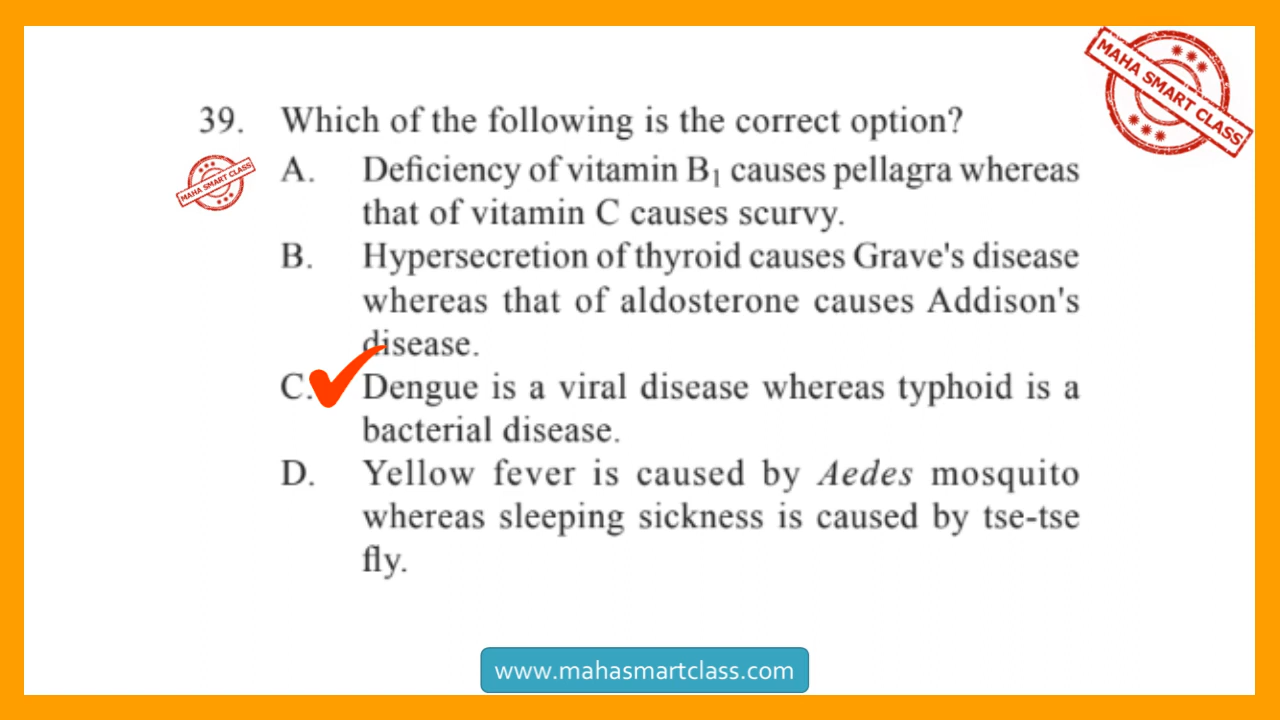 MAHA SMART CLASS
39. Which of the following is the correct option?
MAHA SMART CLASS
A. Deficiency of vitamin B₁ causes pellagra whereas
that of vitamin C causes scurvy.
B. Hypersecretion of thyroid causes Grave's disease
whereas that of aldosterone causes Addison's
disease.
C. Dengue is a viral disease whereas typhoid is a
bacterial disease.
D. Yellow fever is caused by Aedes mosquito
whereas sleeping sickness is caused by tse-tse
fly.
www.mahasmartclass.com